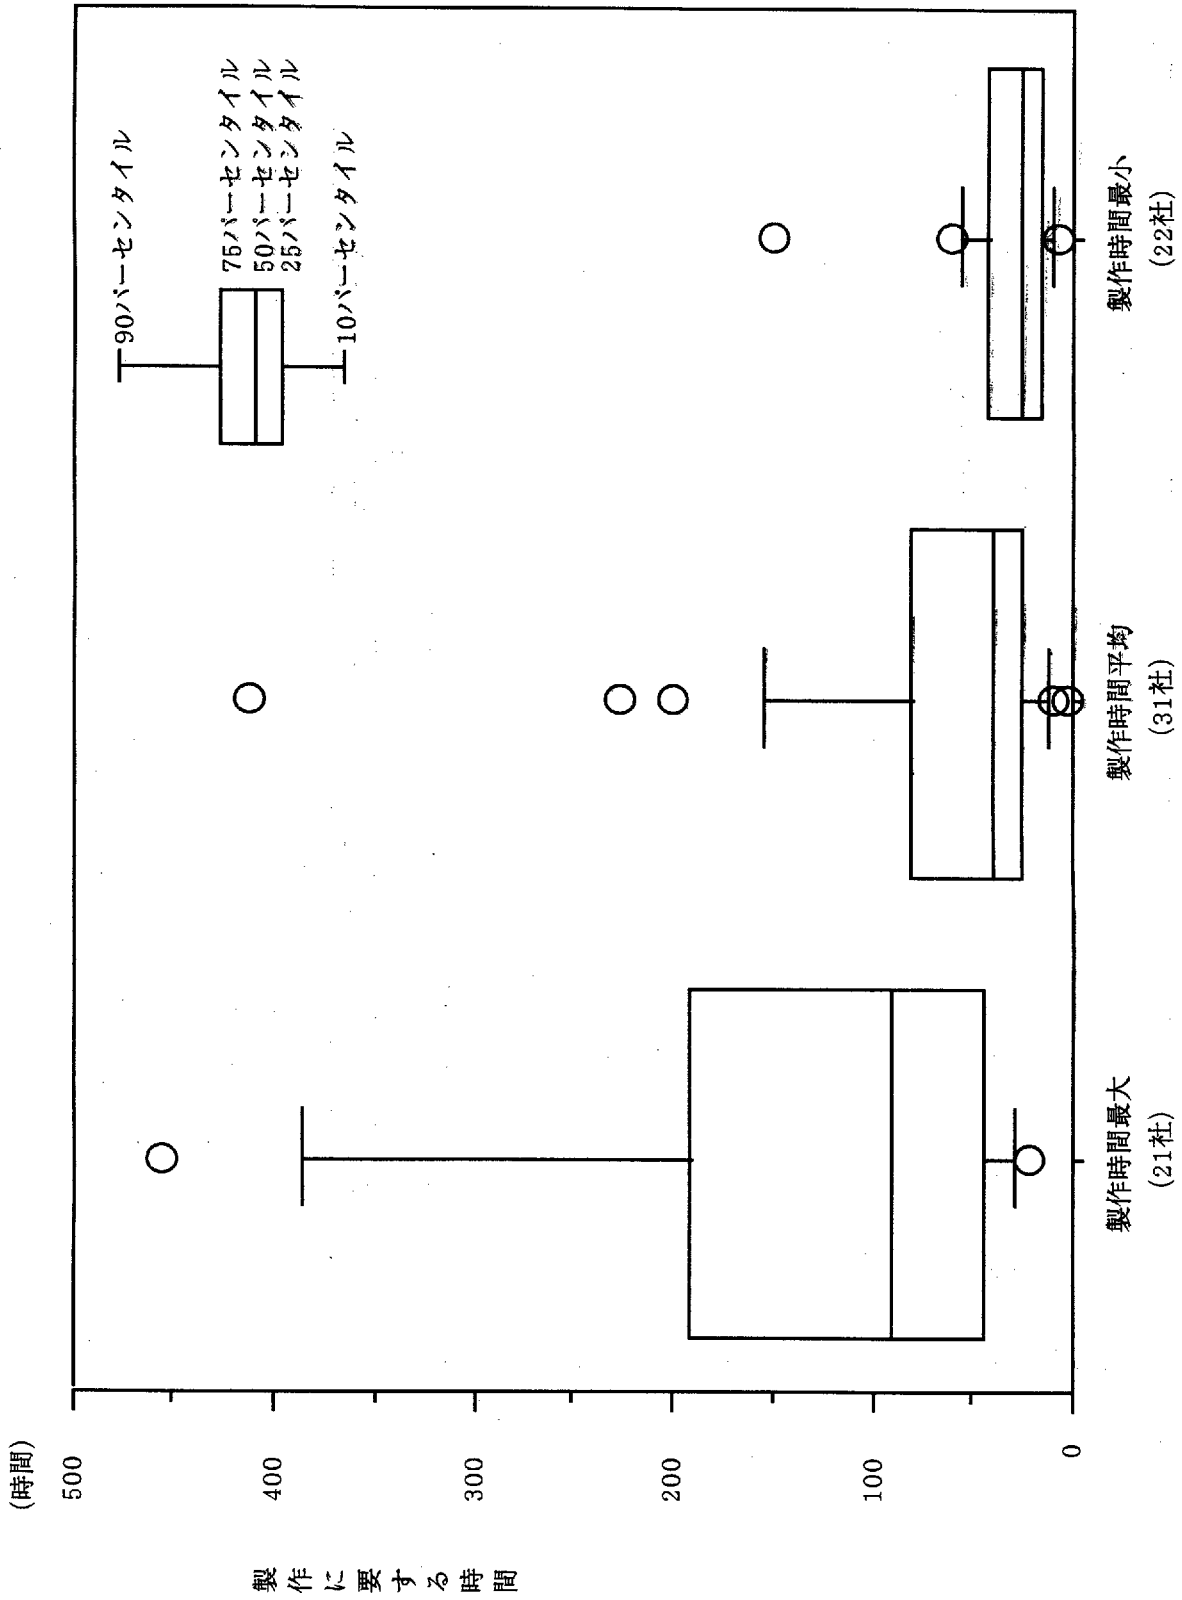 (時間)
500
400
300
200
100
0
製作に要する時間
90パーセンタイル
75パーセンタイル
50パーセンタイル
25パーセンタイル
10パーセンタイル
製作時間最大
(21社)
製作時間平均
(31社)
製作時間最小
(22社)